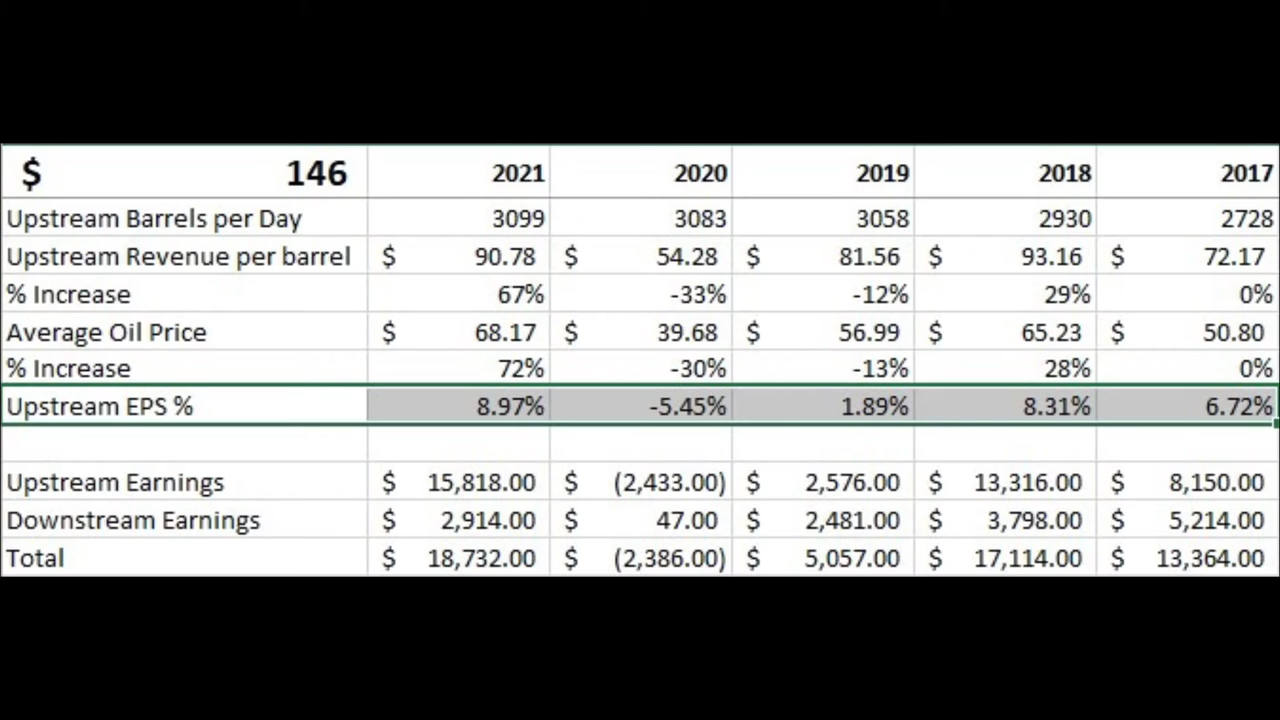 $ 146 2021 2020 2019 2018 2017
Upstream Barrels per Day 3099 3083 3058 2930 2728
Upstream Revenue per barrel $ 90.78 $ 54.28 $ 81.56 $ 93.16 $ 72.17
% Increase 67% -33% -12% 29% 0%
Average Oil Price $ 68.17 $ 39.68 $ 56.99 $ 65.23 $ 50.80
% Increase 72% -30% -13% 28% 0%
Upstream EPS % 8.97% -5.45% 1.89% 8.31% 6.72%
Upstream Earnings $ 15,818.00 $ (2,433.00) $ 2,576.00 $ 13,316.00 $ 8,150.00
Downstream Earnings $ 2,914.00 $ 47.00 $ 2,481.00 $ 3,798.00 $ 5,214.00
Total $ 18,732.00 $ (2,386.00) $ 5,057.00 $ 17,114.00 $ 13,364.00